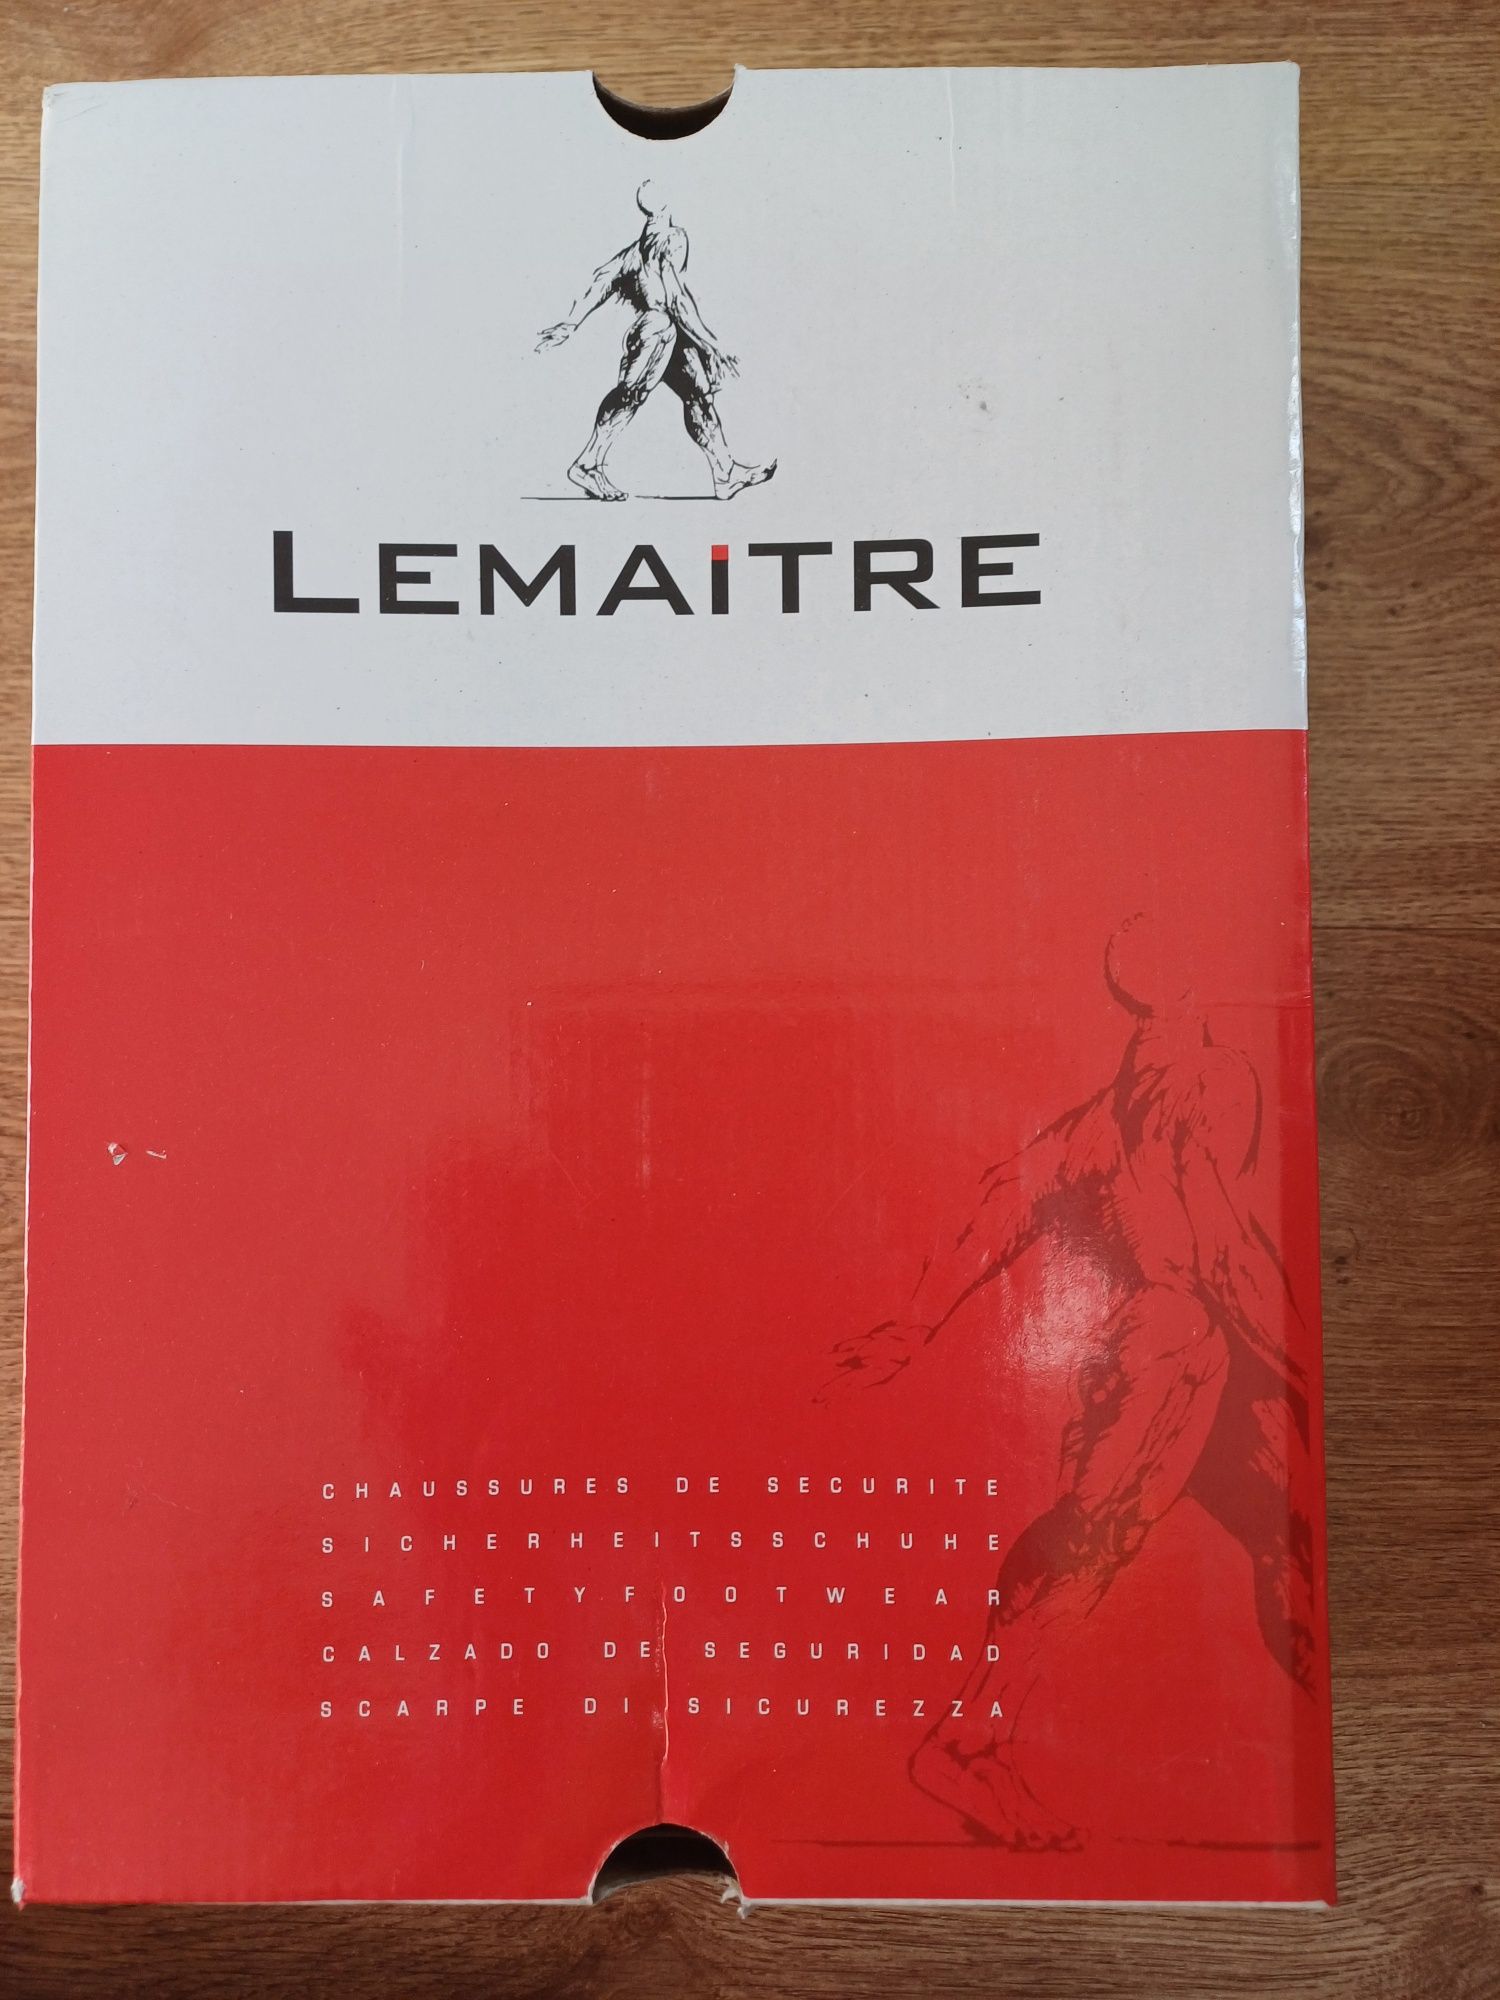 LEMAiTRE
CHAUSSURES DE SECURITE
SICHERHEITSSCHUHE
SAFETYFOOTWEAR
CALZADO DE SEGURIDAD
SCARPE DI SICUREZZA